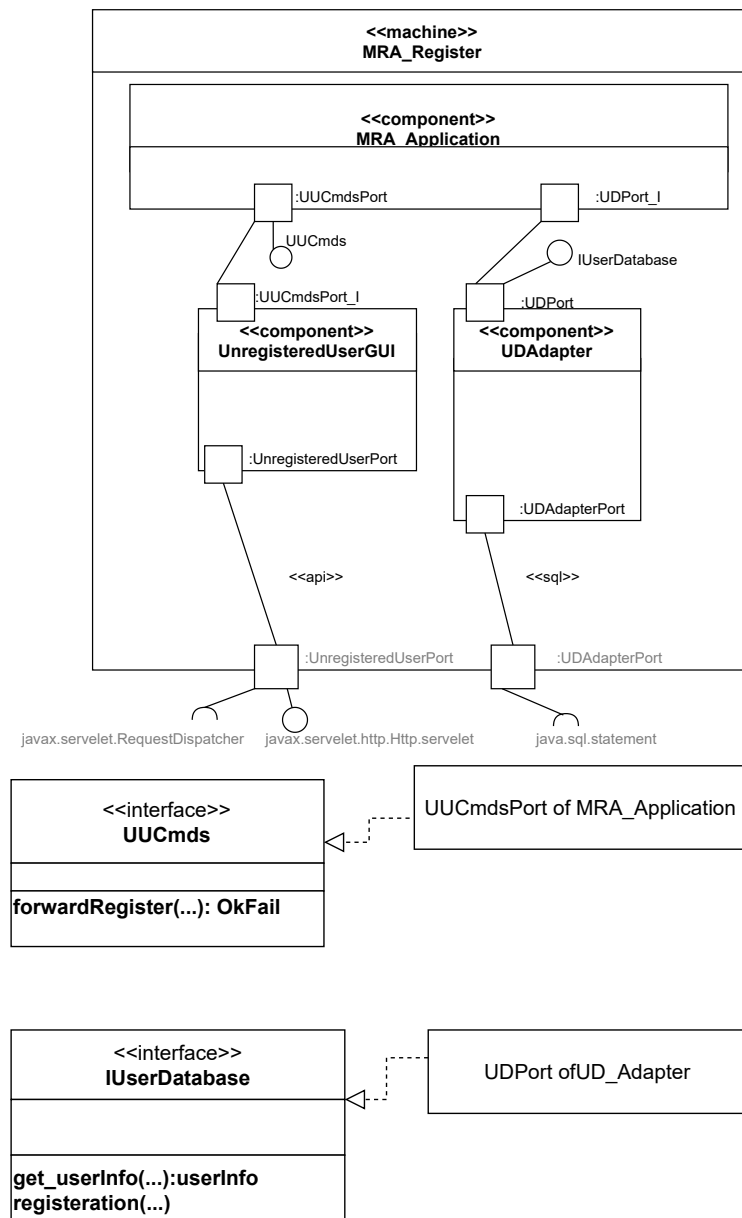 <<machine>>
MRA_Register
<<component>>
MRA_Application
:UUCmdsPort
:UDPort_I
UUCmds
IUserDatabase
:UUCmdsPort_I
:UDPort
<<component>>
UnregisteredUserGUI
<<component>>
UDAdapter
:UnregisteredUserPort
:UDAdapterPort
<<api>>
<<sql>>
:UnregisteredUserPort
:UDAdapterPort
javax.servelet.RequestDispatcher
javax.servelet.http.Http.servelet
java.sql.statement
<<interface>>
UUCmds
forwardRegister(...): OkFail
UUCmdsPort of MRA_Application
<<interface>>
IUserDatabase
get_userInfo(...):userInfo
registeration(...)
UDPort ofUD_Adapter